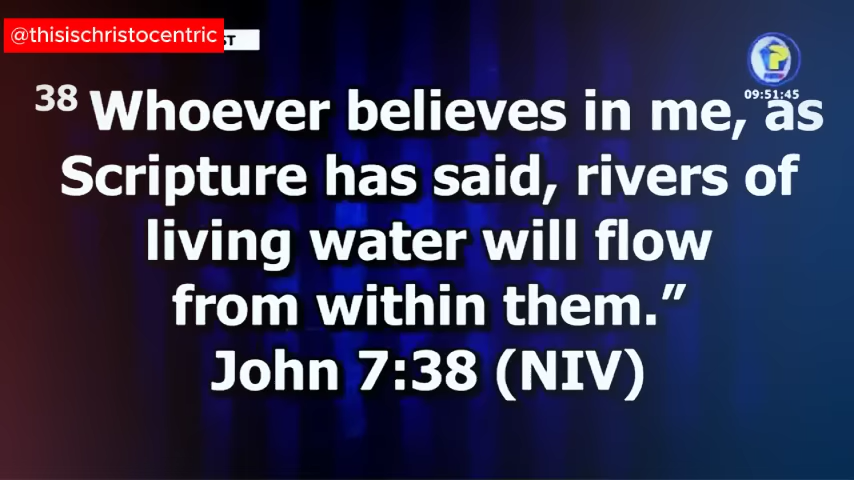 @thisischristocentric
ST
09:51:45
38 Whoever believes in me, as
Scripture has said, rivers of
living water will flow
from within them.”
John 7:38 (NIV)